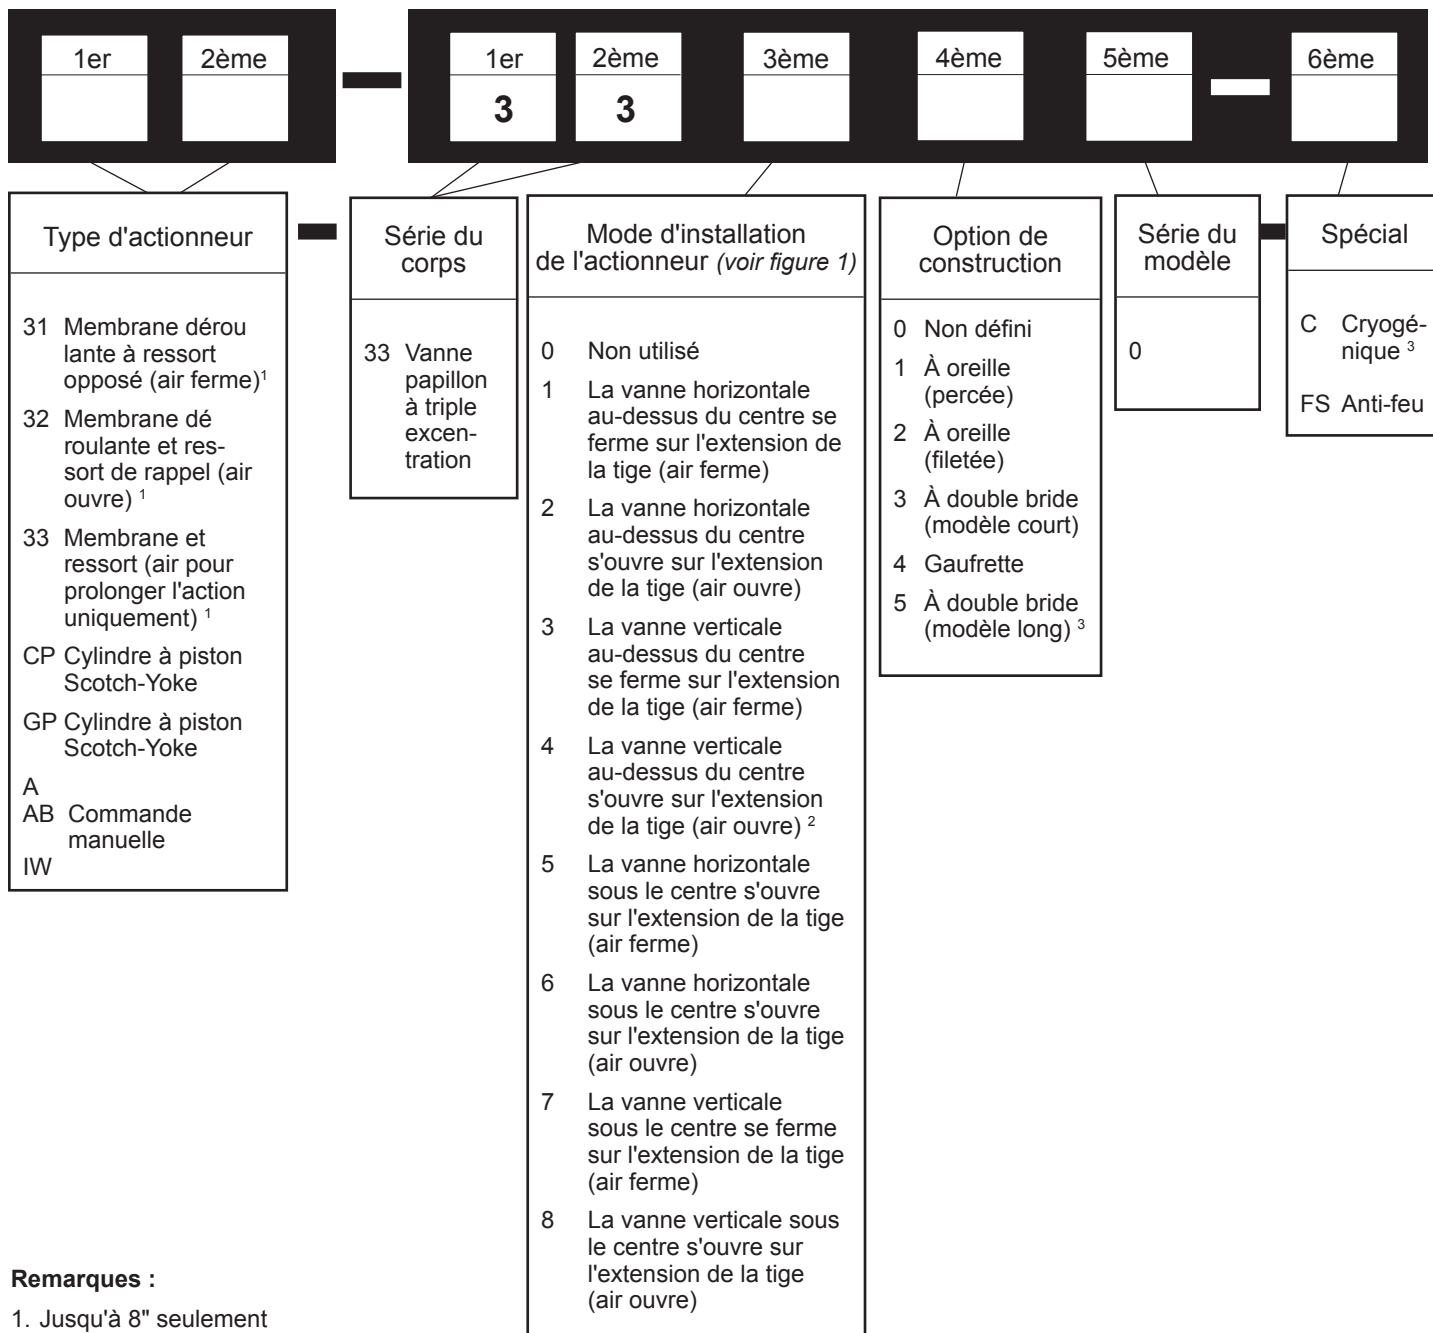 1er 2ème 1er 2ème 3ème 4ème 5ème 6ème
3 3
Type d'actionneur
31 Membrane dérou
lante à ressort
opposé (air ferme)1
32 Membrane dé
roulante et res-
sort de rappel (air
ouvre) 1
33 Membrane et
ressort (air pour
prolonger l'action
uniquement) 1
CP Cylindre à piston
Scotch-Yoke
GP Cylindre à piston
Scotch-Yoke
A
AB Commande
manuelle
IW
Série du
corps
33 Vanne
papillon
à triple
excen-
tration
Mode d'installation
de l'actionneur (voir figure 1)
0 Non utilisé
1 La vanne horizontale
au-dessus du centre se
ferme sur l'extension de
la tige (air ferme)
2 La vanne horizontale
au-dessus du centre
s'ouvre sur l'extension
de la tige (air ouvre)
3 La vanne verticale
au-dessus du centre
se ferme sur l'extension
de la tige (air ferme)
4 La vanne verticale
au-dessus du centre
s'ouvre sur l'extension
de la tige (air ouvre) 2
5 La vanne horizontale
sous le centre s'ouvre
sur l'extension de la tige
(air ferme)
6 La vanne horizontale
sous le centre s'ouvre
sur l'extension de la tige
(air ouvre)
7 La vanne verticale
sous le centre se ferme
sur l'extension de la tige
(air ferme)
8 La vanne verticale sous
le centre s'ouvre sur
l'extension de la tige
(air ouvre)
Option de
construction
0 Non défini
1 À oreille
(percée)
2 À oreille
(filetée)
3 À double bride
(modèle court)
4 Gaufrette
5 À double bride
(modèle long) 3
Série du
modèle
0
Spécial
C Cryogé-
nique 3
FS Anti-feu
Remarques :
1. Jusqu'à 8" seulement